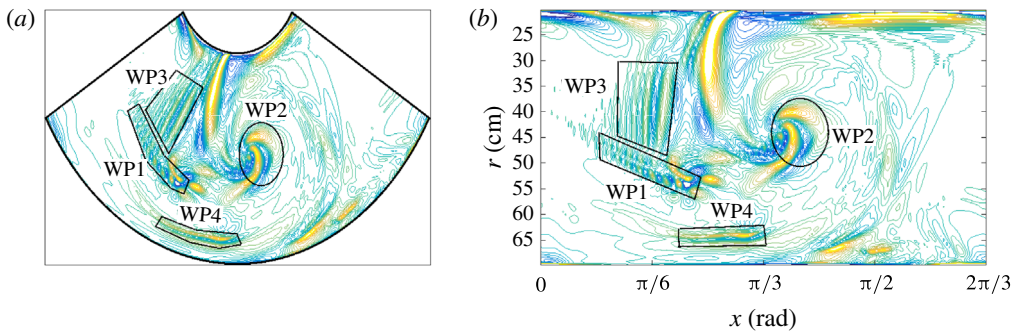 (a)
WP3
WP2
WP1
WP4
(b)
25
30
35
40
45
50
55
60
65
r (cm)
WP3
WP2
WP1
WP4
0
π/6
π/3
π/2
2π/3
x (rad)